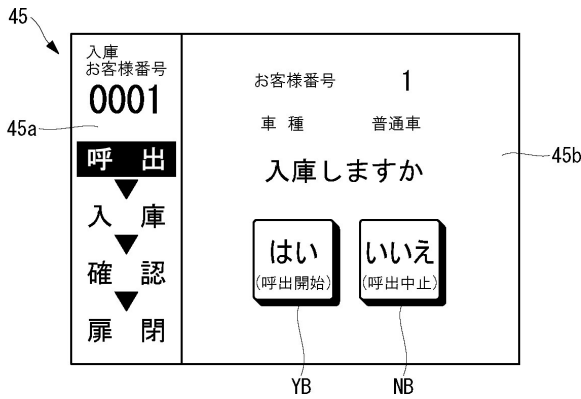 45
入庫
お客様番号
0001
45a
呼 出
入 庫
確 認
扉 閉
お客様番号 1
車 種 普通車
入庫しますか
45b
はい
(呼出開始)
いいえ
(呼出中止)
YB
NB